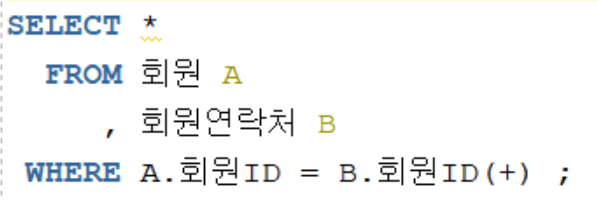 SELECT *
FROM 회원 A
, 회원연락처 B
WHERE A.회원ID = B.회원ID(+) ;